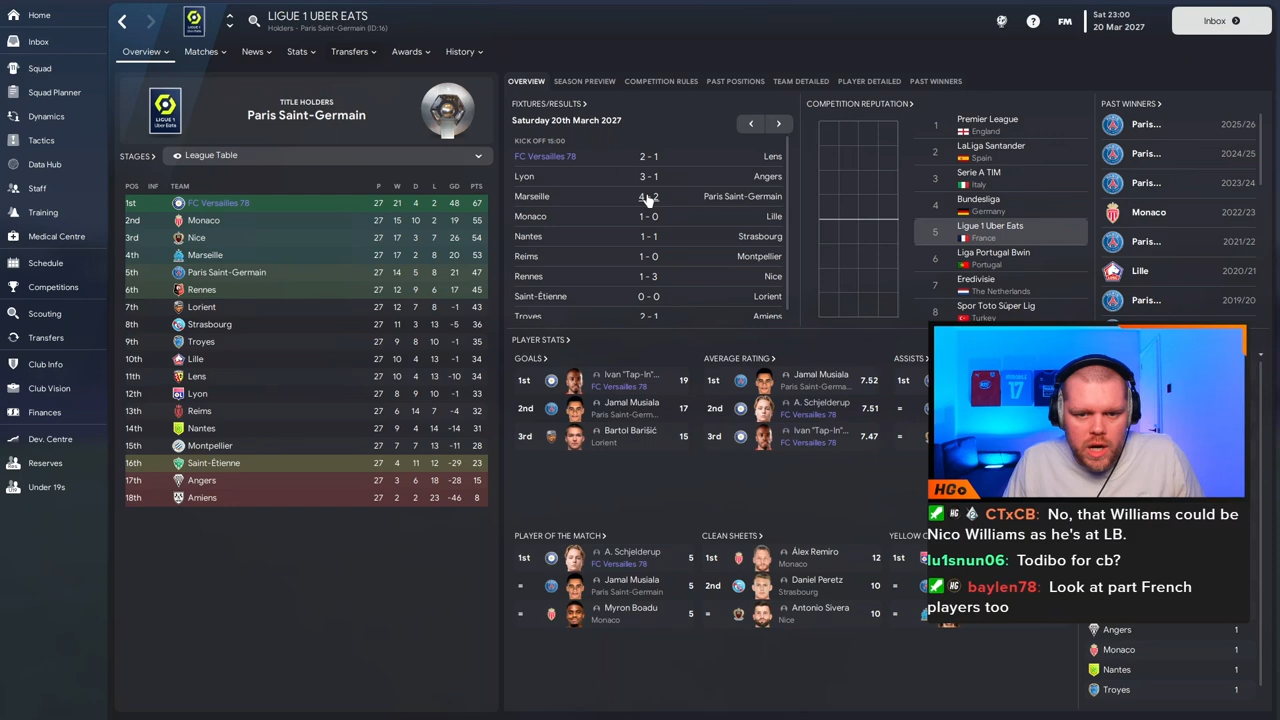 Home
Inbox
Squad
Squad Planner
Dynamics
Tactics
Data Hub
Staff
Training
Medical Centre
Schedule
Competitions
Scouting
Transfers
Club Info
Club Vision
Finances
Dev. Centre
Reserves
Under 19s
LIGUE 1 UBER EATS
Holders - Paris Saint-Germain (ID:16)
FM
Sat 23:00
20 Mar 2027
Inbox
Overview
Matches
News
Stats
Transfers
Awards
History
TITLE HOLDERS
Paris Saint-Germain
STAGES
League Table
POS INF TEAM P W D L GD PTS
1st FC Versailles 78 27 21 4 2 48 67
2nd Monaco 27 15 10 2 19 55
3rd Nice 27 17 3 7 26 54
4th Marseille 27 17 2 8 20 53
5th Paris Saint-Germain 27 14 5 8 21 47
6th Rennes 27 12 9 6 17 45
7th Lorient 27 12 7 8 -1 43
8th Strasbourg 27 11 3 13 -5 36
9th Troyes 27 9 8 10 -1 35
10th Lille 27 10 4 13 -1 34
11th Lens 27 10 4 13 -10 34
12th Lyon 27 8 9 10 -1 33
13th Reims 27 6 14 7 -4 32
14th Nantes 27 9 4 14 -14 31
15th Montpellier 27 7 7 13 -11 28
16th Saint-Étienne 27 4 11 12 -29 23
17th Angers 27 3 6 18 -28 15
18th Amiens 27 2 2 23 -46 8
OVERVIEW SEASON PREVIEW COMPETITION RULES PAST POSITIONS TEAM DETAILED PLAYER DETAILED PAST WINNERS
FIXTURES/RESULTS
Saturday 20th March 2027
KICK OFF 15:00
FC Versailles 78 2 - 1 Lens
Lyon 3 - 1 Angers
Marseille 4 - 2 Paris Saint-Germain
Monaco 1 - 0 Lille
Nantes 1 - 1 Strasbourg
Reims 1 - 0 Montpellier
Rennes 1 - 3 Nice
Saint-Étienne 0 - 0 Lorient
Troyes 2 - 1 Amiens
COMPETITION REPUTATION
1 Premier League
England
2 LaLiga Santander
Spain
3 Serie A TIM
Italy
4 Bundesliga
Germany
5 Ligue 1 Uber Eats
France
6 Liga Portugal Bwin
Portugal
7 Eredivisie
The Netherlands
8 Spor Toto Süper Lig
Turkey
PAST WINNERS
Paris... 2025/26
Paris... 2024/25
Paris... 2023/24
Monaco 2022/23
Paris... 2021/22
Lille 2020/21
Paris... 2019/20
PLAYER STATS
GOALS
1st Ivan "Tap-In"... 19
FC Versailles 78
2nd Jamal Musiala 17
Paris Saint-Germ...
3rd Bartol Barišić 15
Lorient
AVERAGE RATING
1st Jamal Musiala 7.52
Paris Saint-Germa...
2nd A. Schjelderup 7.51
FC Versailles 78
3rd Ivan "Tap-In"... 7.47
FC Versailles 78
ASSISTS
1st
=
=
PLAYER OF THE MATCH
1st A. Schjelderup 5
FC Versailles 78
= Jamal Musiala 5
Paris Saint-Germain
= Myron Boadu 5
Monaco
CLEAN SHEETS
1st Álex Remiro 12
Monaco
2nd Daniel Peretz 10
Strasbourg
= Antonio Sivera 10
Nice
1st
=
=
Angers 1
Monaco 1
Nantes 1
Troyes 1
17
HGo
HG CTxCB: No, that Williams could be
Nico Williams as he's at LB.
lu1snun06: Todibo for cb?
HG baylen78: Look at part French
players too